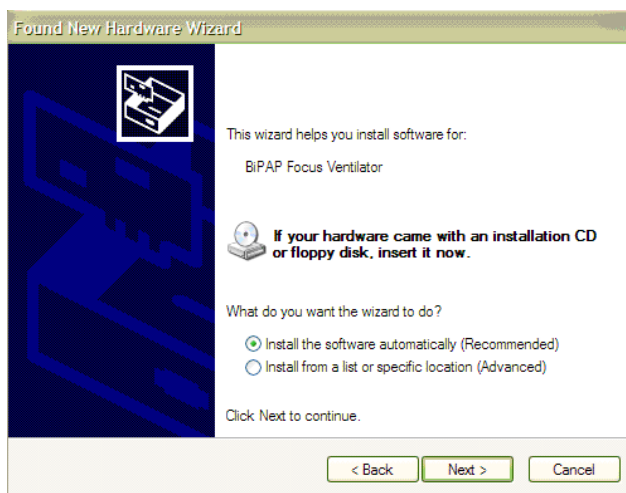 Found New Hardware Wizard
This wizard helps you install software for:
BiPAP Focus Ventilator
If your hardware came with an installation CD
or floppy disk, insert it now.
What do you want the wizard to do?
Install the software automatically (Recommended)
Install from a list or specific location (Advanced)
Click Next to continue.
< Back Next > Cancel